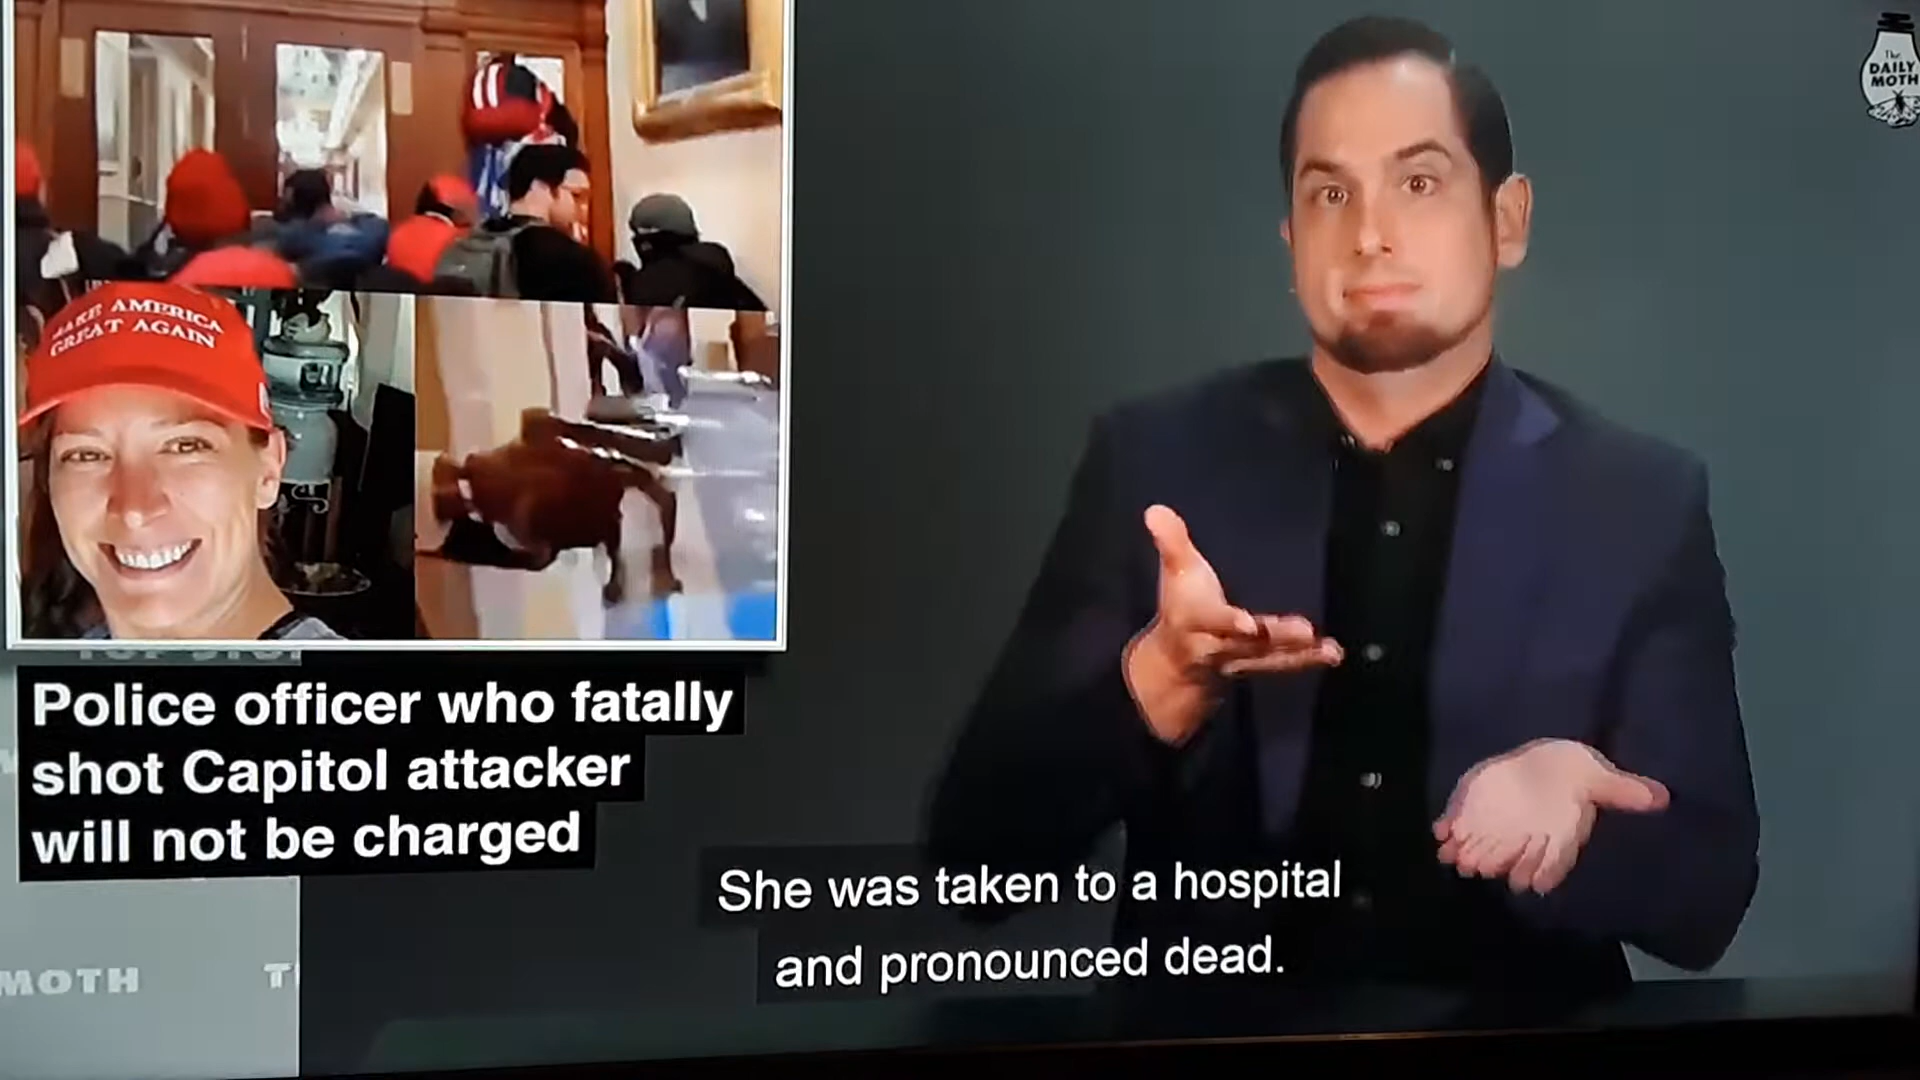 The
DAILY
MOTH
MAKE AMERICA
GREAT AGAIN
Police officer who fatally
shot Capitol attacker
will not be charged
She was taken to a hospital
and pronounced dead.
MOTH